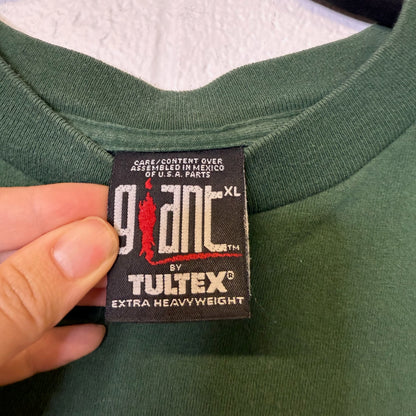 CARE/CONTENT OVER
ASSEMBLED IN MEXICO
OF U.S.A. PARTS
giant XL
TM
BY
TULTEX®
EXTRA HEAVYWEIGHT